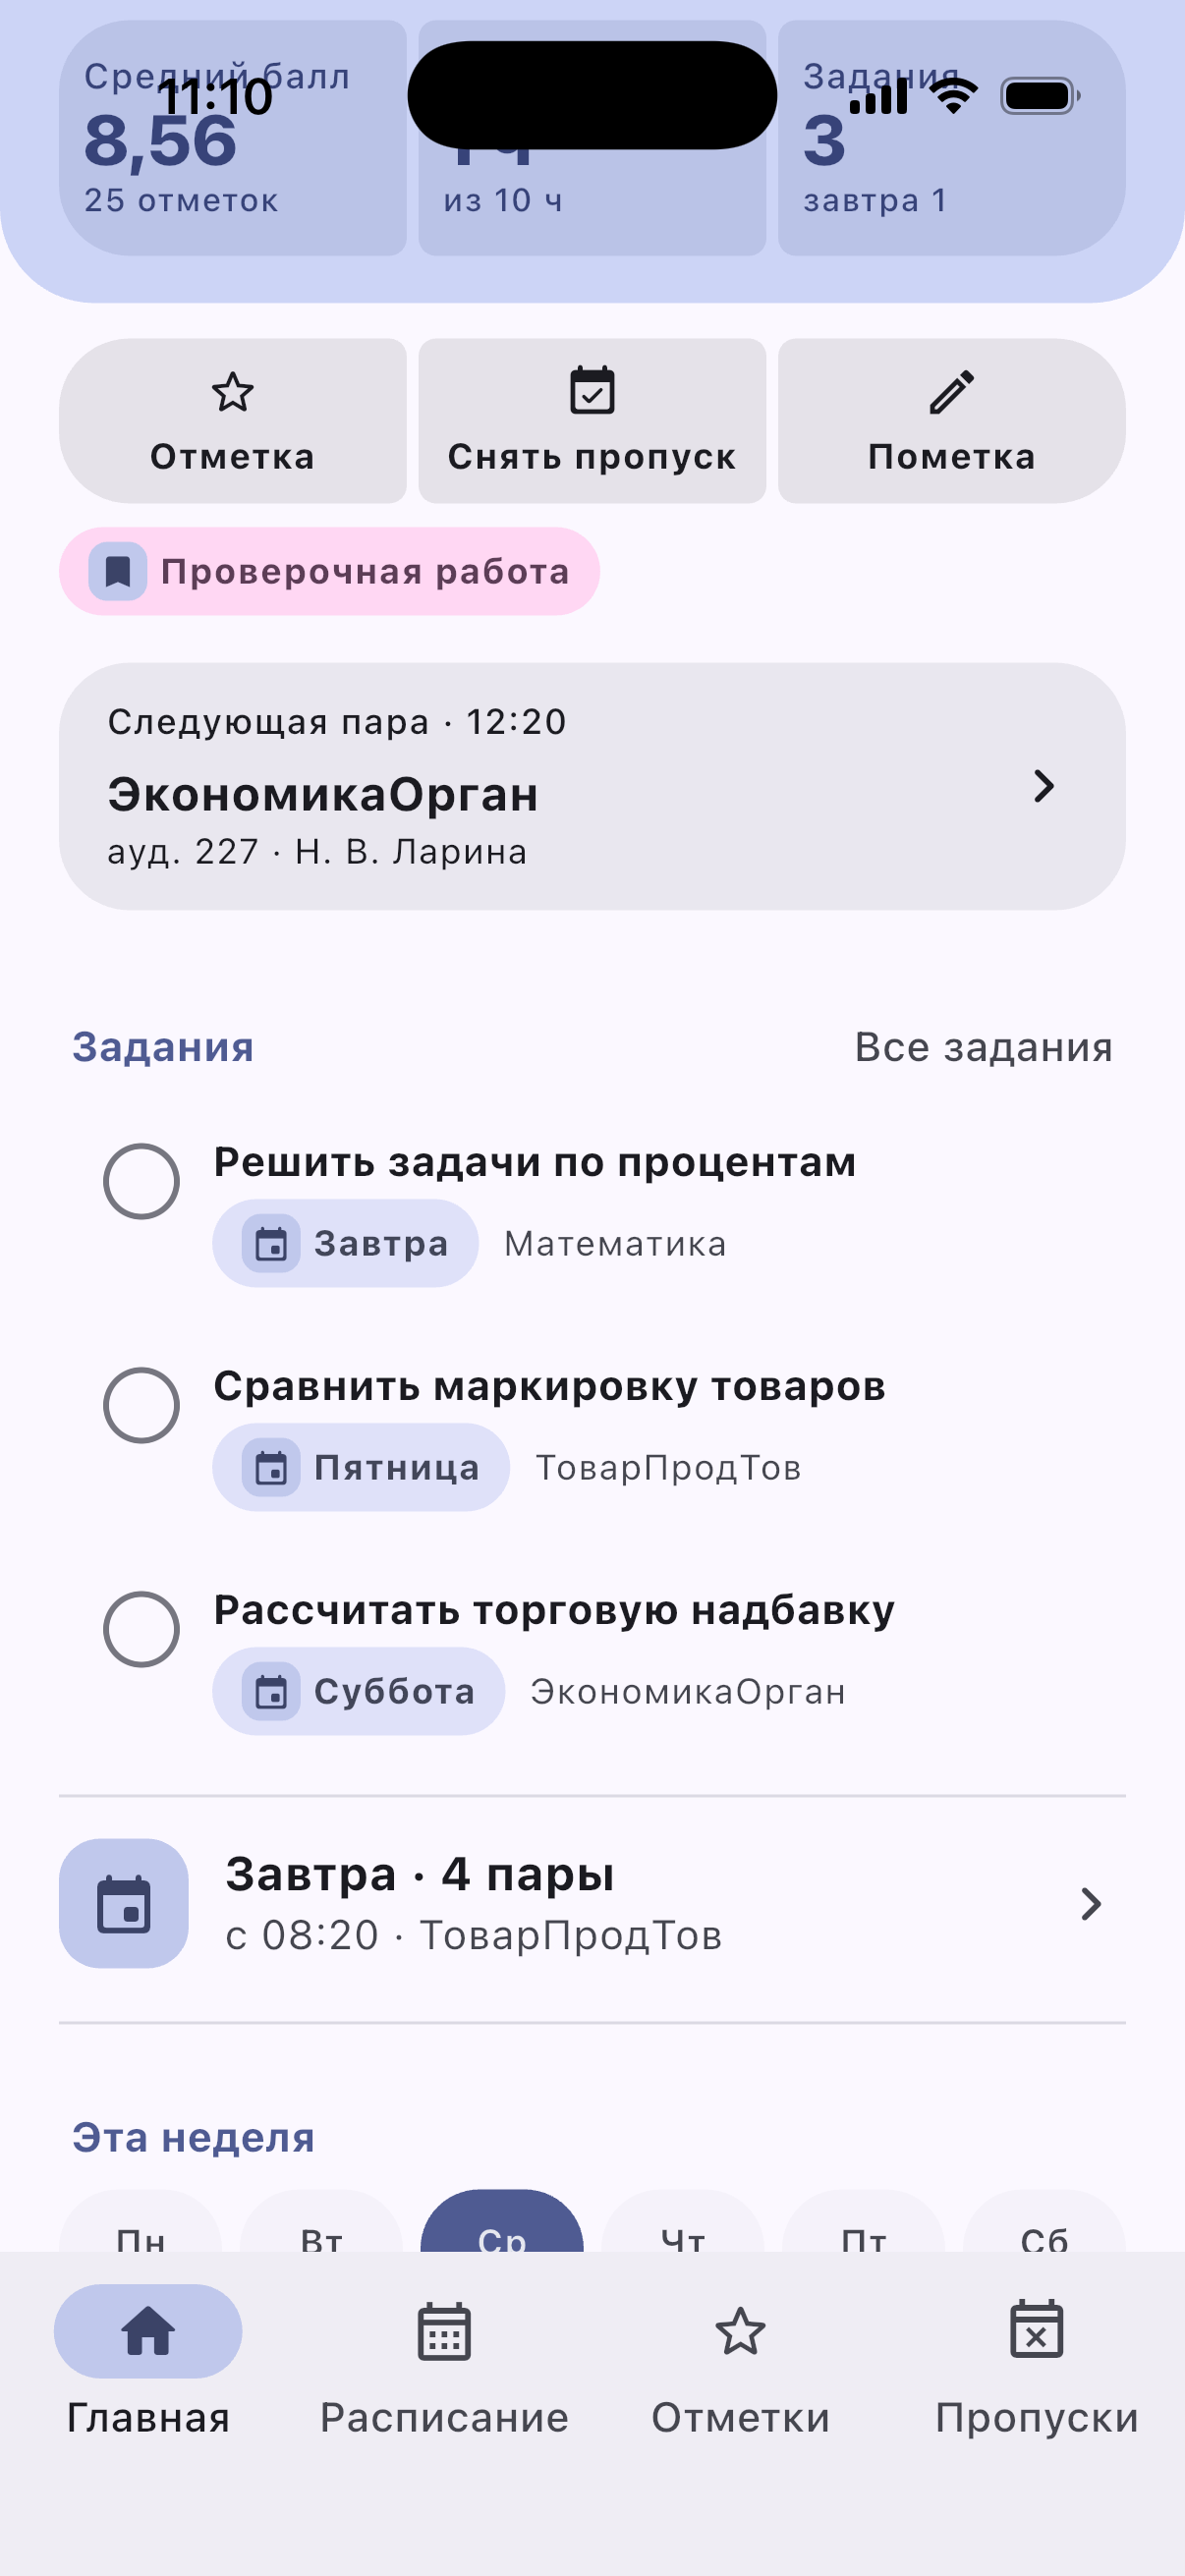 Средний балл
Задания
11:10
8,56
3
25 отметок
из 10 ч
завтра 1
Отметка
Снять пропуск
Пометка
Проверочная работа
Следующая пара · 12:20
ЭкономикаОрган
ауд. 227 · Н. В. Ларина
Задания
Все задания
Решить задачи по процентам
Завтра
Математика
Сравнить маркировку товаров
Пятница
ТоварПродТов
Рассчитать торговую надбавку
Суббота
ЭкономикаОрган
Завтра · 4 пары
с 08:20 · ТоварПродТов
Эта неделя
Пн
Вт
Ср
Чт
Пт
Сб
Главная
Расписание
Отметки
Пропуски